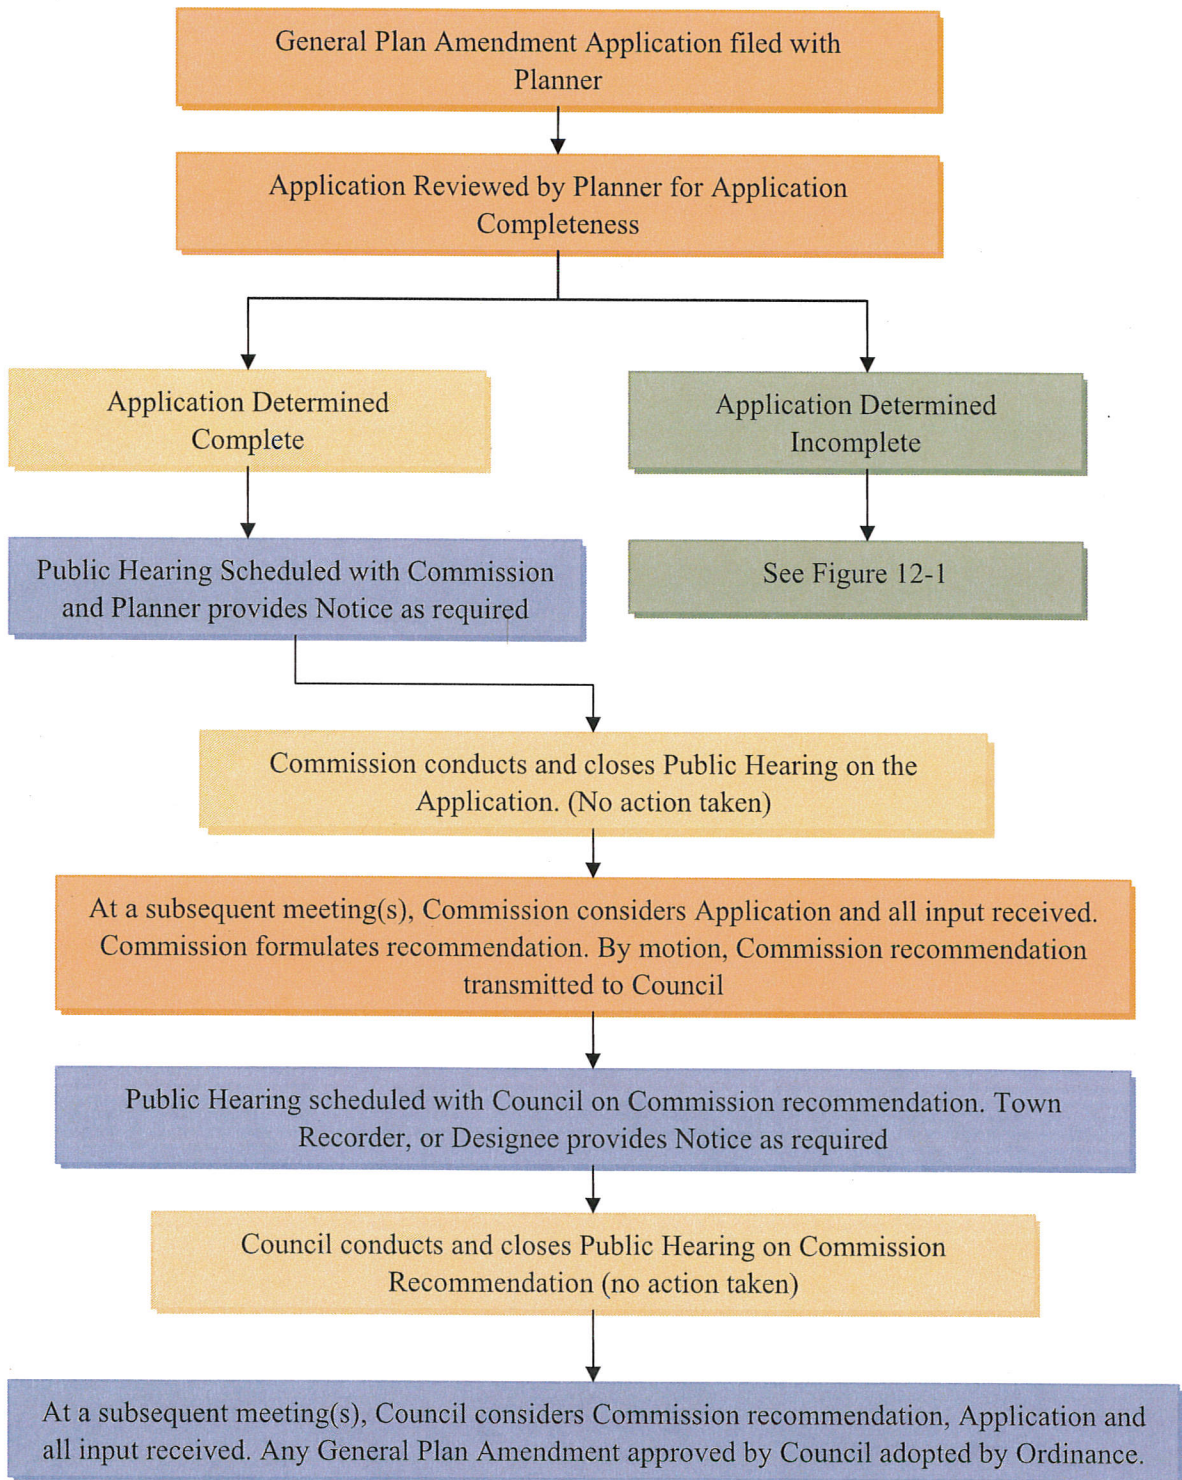 General Plan Amendment Application filed with
Planner
Application Reviewed by Planner for Application
Completeness
Application Determined
Complete
Application Determined
Incomplete
Public Hearing Scheduled with Commission
and Planner provides Notice as required
See Figure 12-1
Commission conducts and closes Public Hearing on the
Application. (No action taken)
At a subsequent meeting(s), Commission considers Application and all input received.
Commission formulates recommendation. By motion, Commission recommendation
transmitted to Council
Public Hearing scheduled with Council on Commission recommendation. Town
Recorder, or Designee provides Notice as required
Council conducts and closes Public Hearing on Commission
Recommendation (no action taken)
At a subsequent meeting(s), Council considers Commission recommendation, Application and
all input received. Any General Plan Amendment approved by Council adopted by Ordinance.